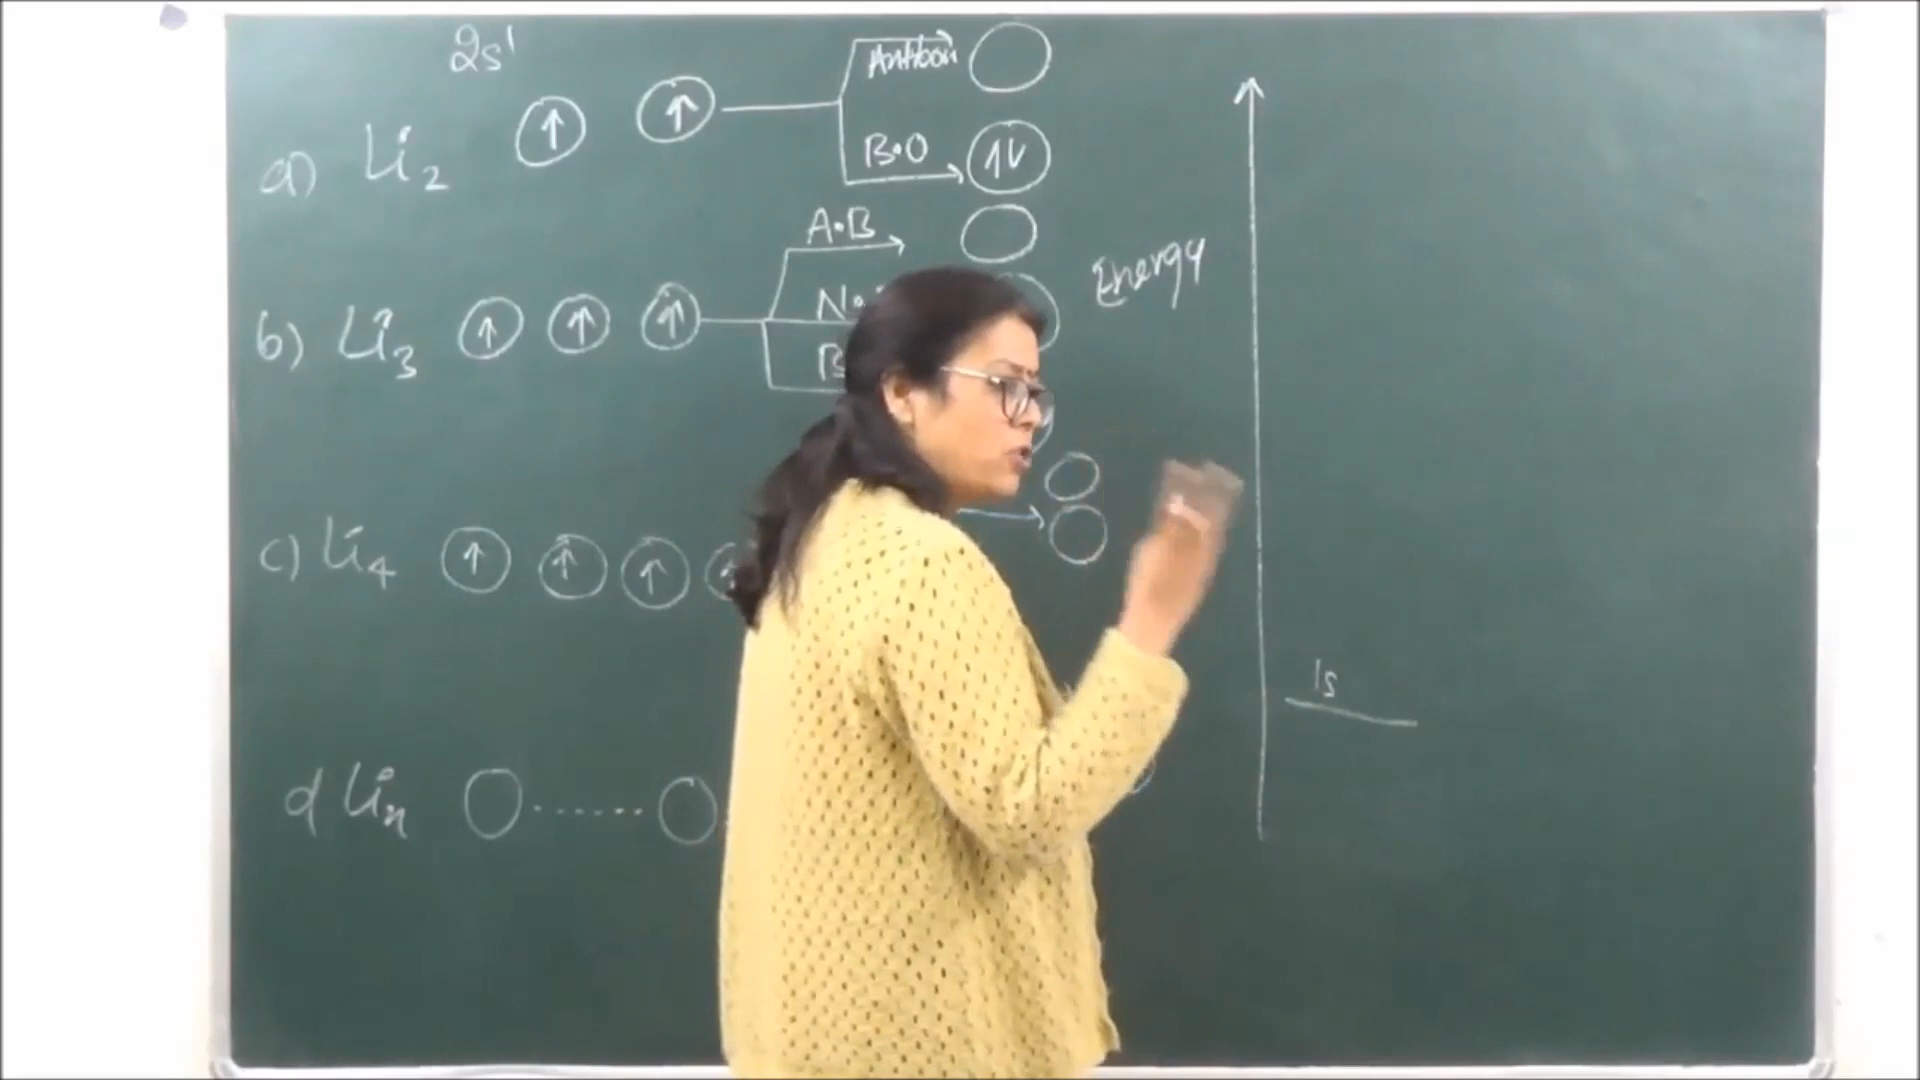 2s¹
a) Li₂ ↑ ↑ Antibon
B.O ↑↓
A.B
b) Li₃ ↑ ↑ ↑ N.
B
Energy
c) Li₄ ↑ ↑ ↑
1s
d Liₙ ......